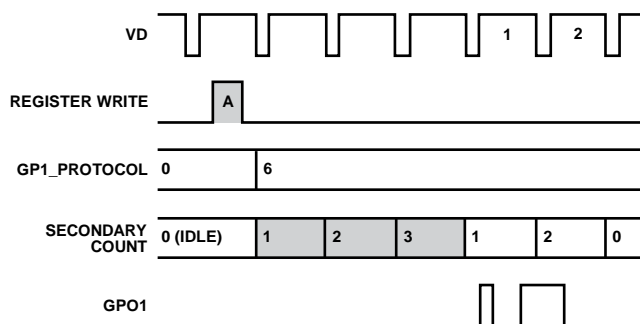 VD 1 2
REGISTER WRITE A
GP1_PROTOCOL 0 6
SECONDARY
COUNT 0 (IDLE) 1 2 3 1 2 0
GPO1